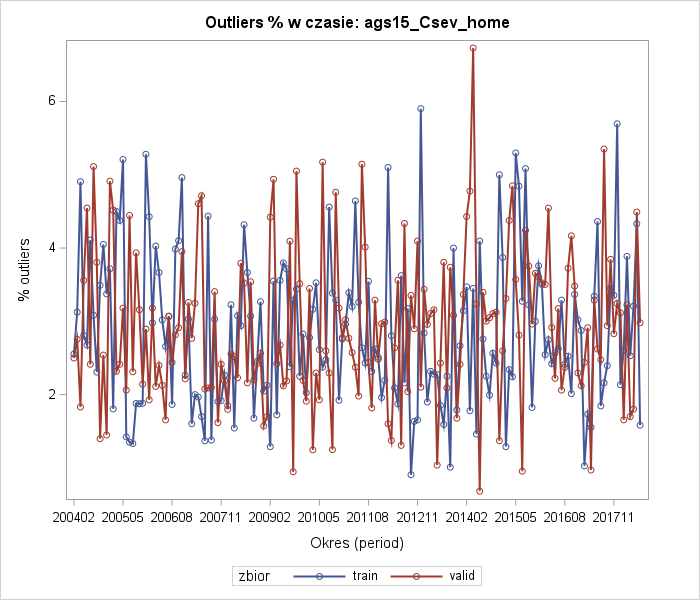 Outliers % w czasie: ags15_Csev_home
% outliers
6
4
2
200402 200505 200608 200711 200902 201005 201108 201211 201402 201505 201608 201711
Okres (period)
zbior train valid